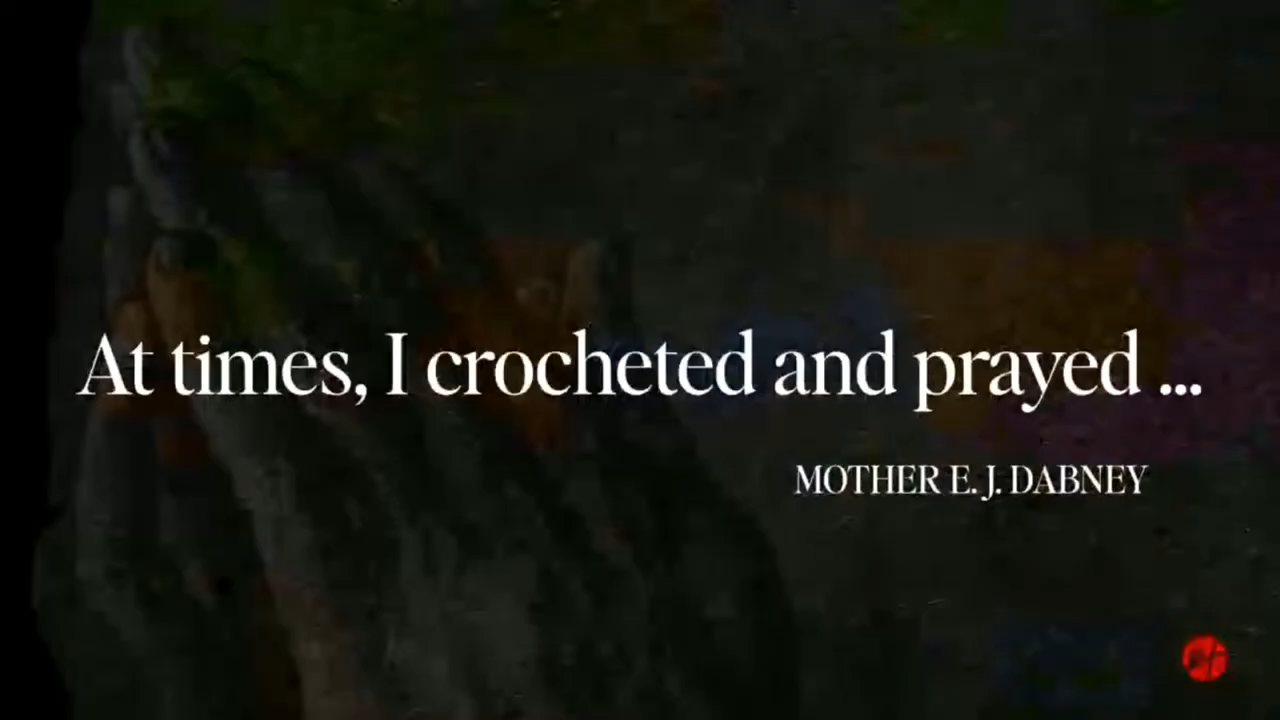 At times, I crocheted and prayed ...
MOTHER E. J. DABNEY